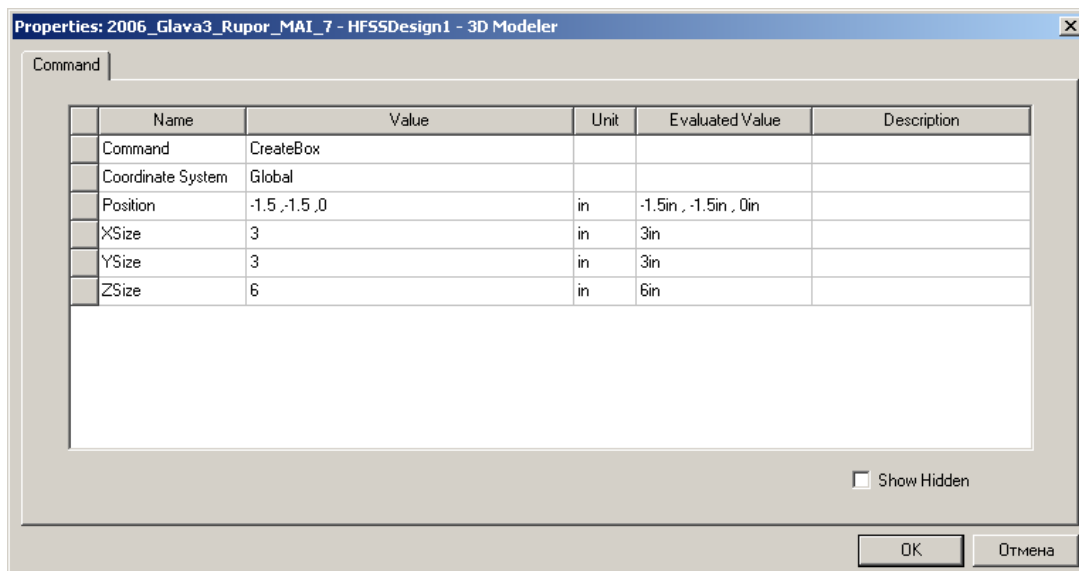 Properties: 2006_Glava3_Rupor_MAI_7 - HFSSDesign1 - 3D Modeler
Command
Name Value Unit Evaluated Value Description
Command CreateBox
Coordinate System Global
Position -1.5 ,-1.5 ,0 in -1.5in , -1.5in , 0in
XSize 3 in 3in
YSize 3 in 3in
ZSize 6 in 6in
Show Hidden
OK Отмена